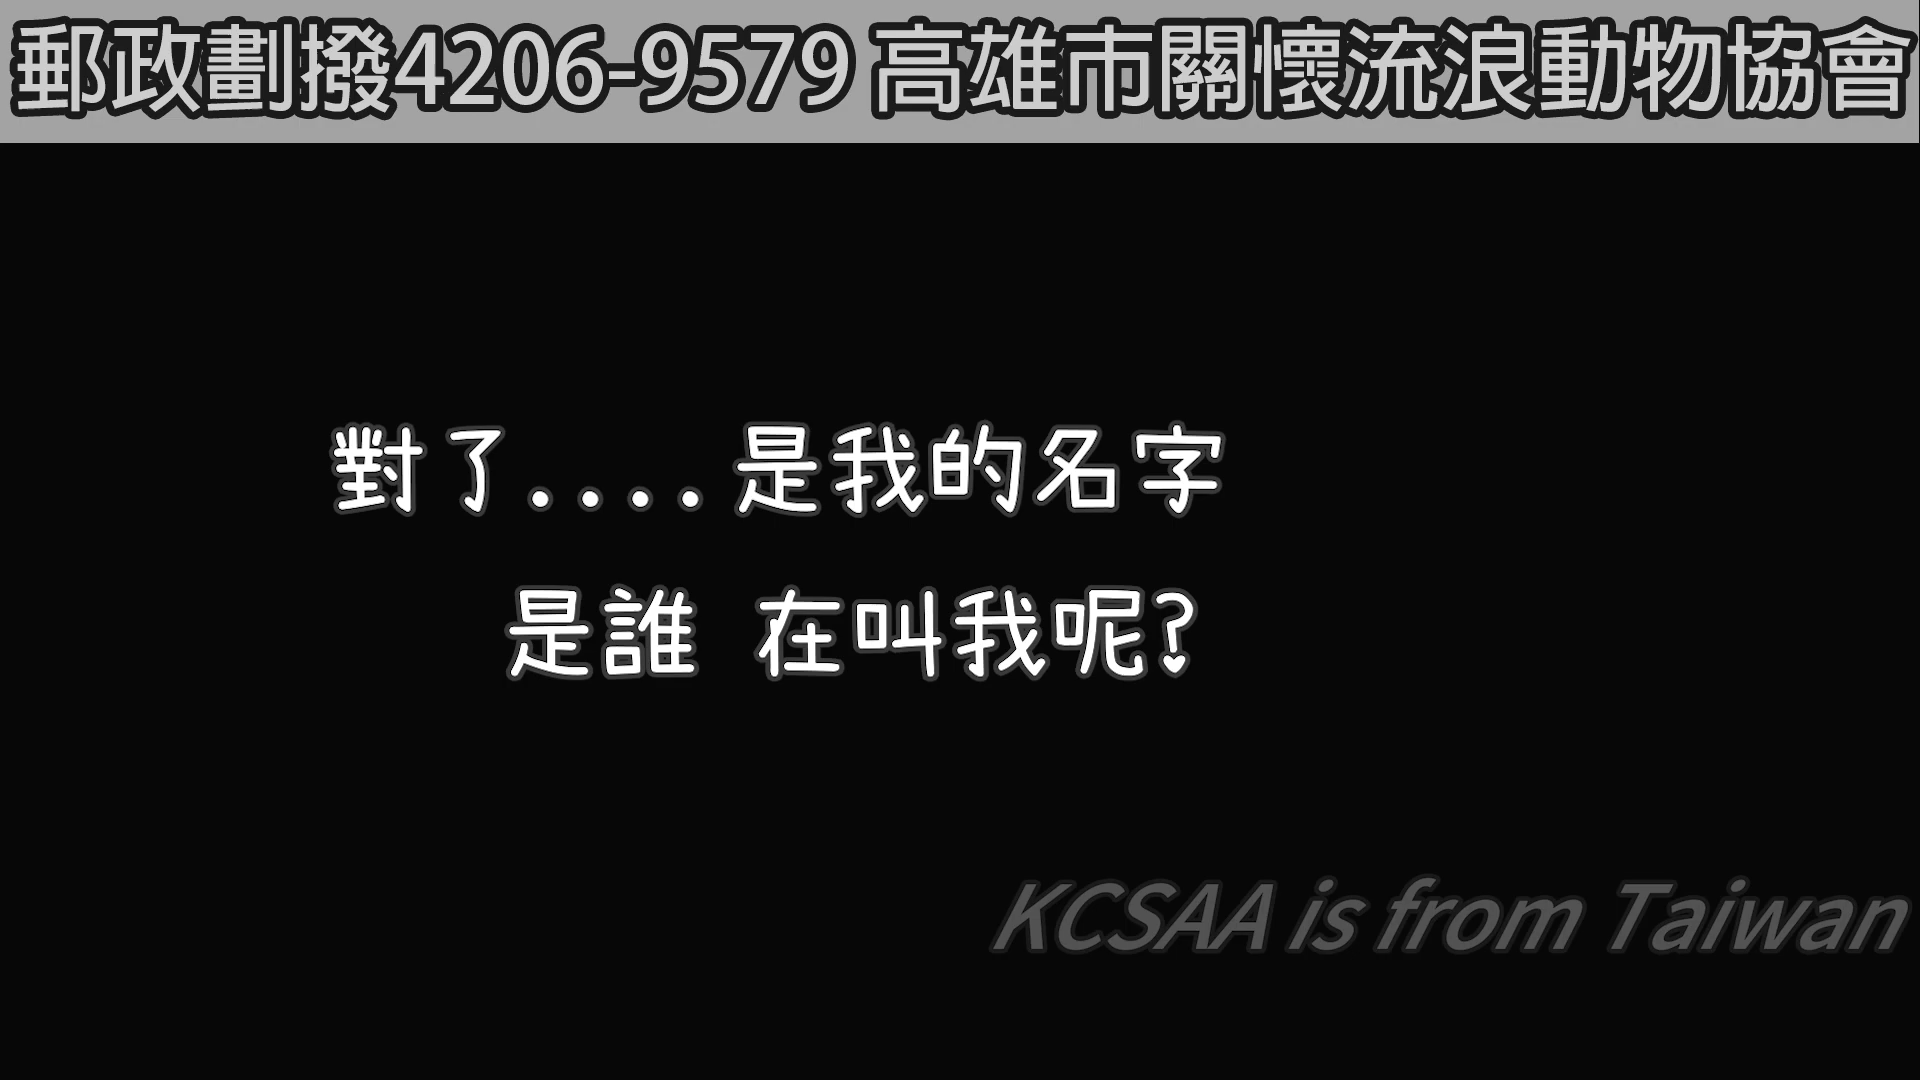 郵政劃撥4206-9579 高雄市關懷流浪動物協會
對了....是我的名字
是誰 在叫我呢?
KCSAA is from Taiwan